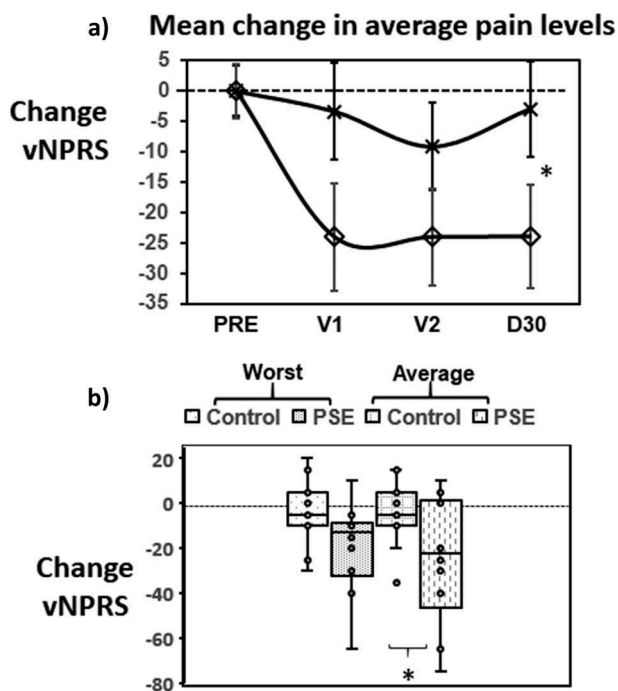 a) Mean change in average pain levels
Change
vNPRS
5
0
-5
-10
-15
-20
-25
-30
-35
*
PRE V1 V2 D30
b)
Worst Average
Control PSE Control PSE
Change
vNPRS
20
0
-20
-40
-60
-80
*